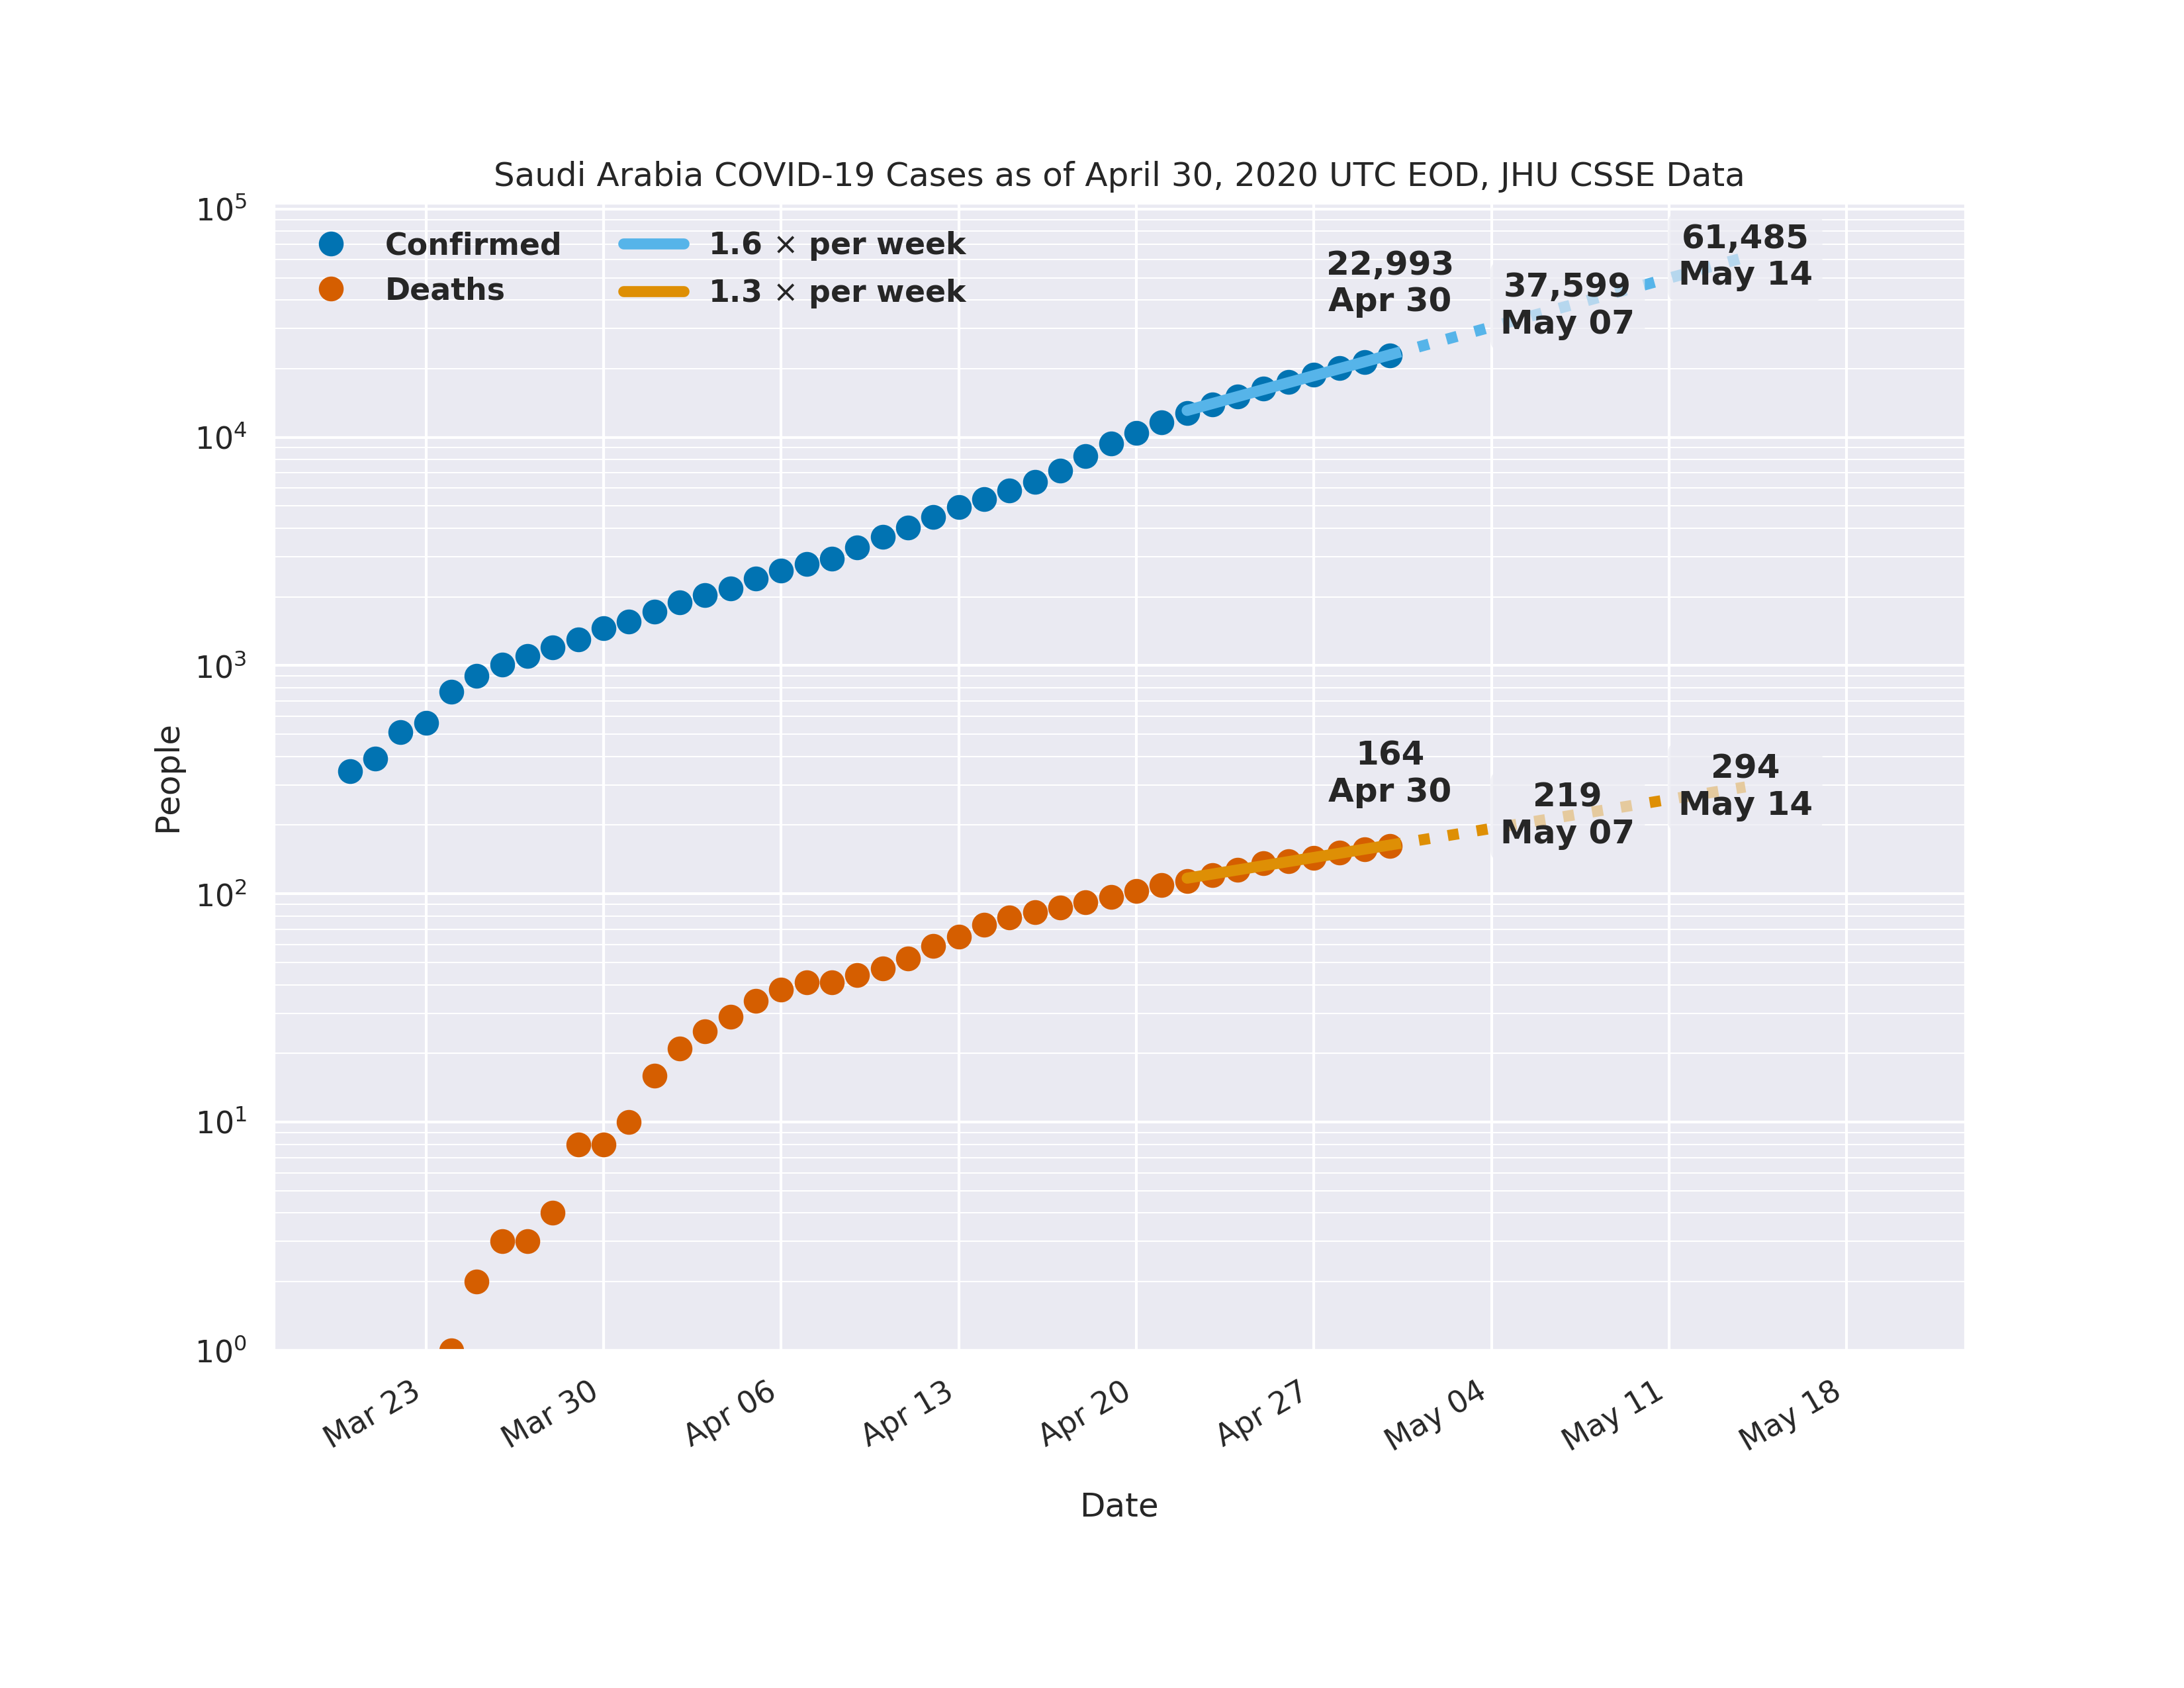 Saudi Arabia COVID-19 Cases as of April 30, 2020 UTC EOD, JHU CSSE Data
Confirmed
Deaths
1.6 × per week
1.3 × per week
22,993
Apr 30
37,599
May 07
61,485
May 14
164
Apr 30
219
May 07
294
May 14
People
10⁵
10⁴
10³
10²
10¹
10⁰
Mar 23
Mar 30
Apr 06
Apr 13
Apr 20
Apr 27
May 04
May 11
May 18
Date